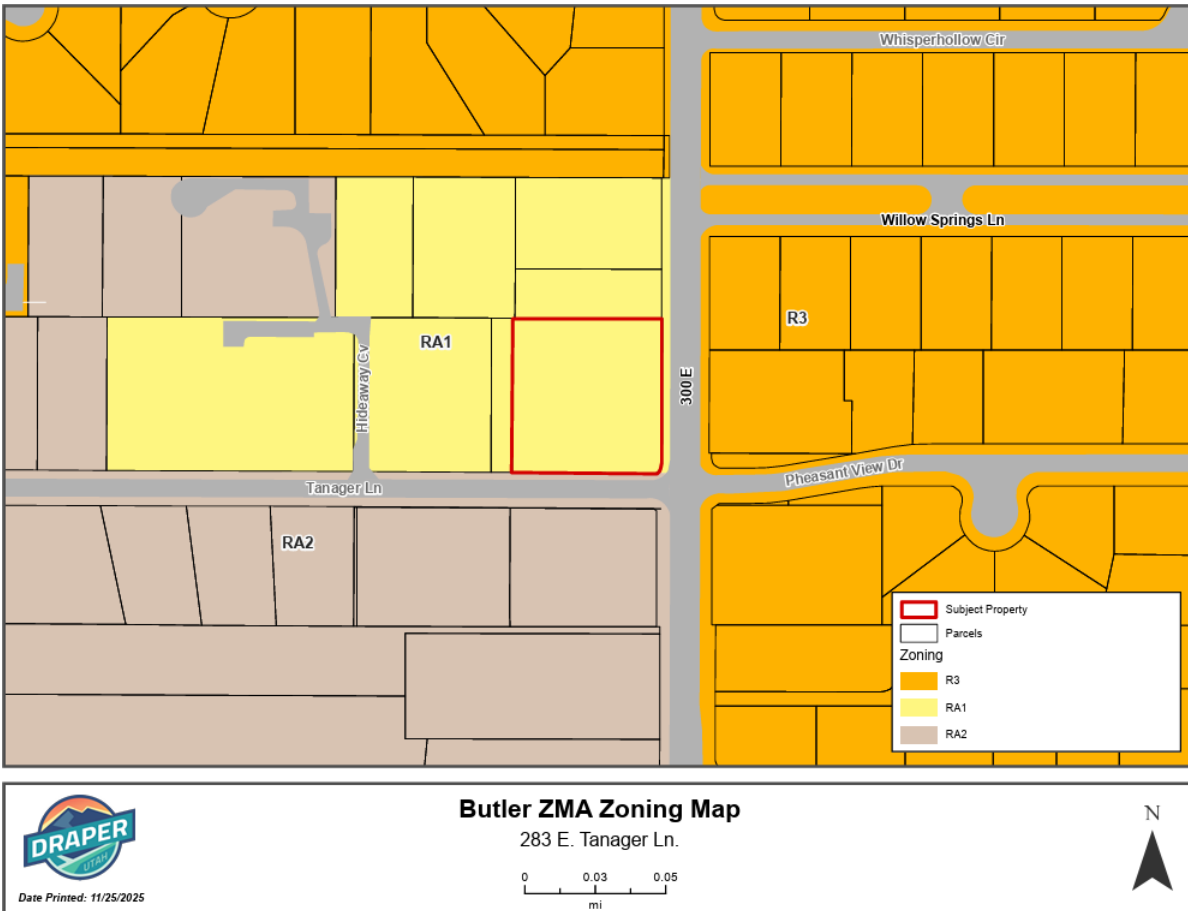 Whisperhollow Cir
Willow Springs Ln
R3
RA1
Hideaway Cv
300 E
Pheasant View Dr
Tanager Ln
RA2
Subject Property
Parcels
Zoning
R3
RA1
RA2
DRAPER
UTAH
Date Printed: 11/25/2025
Butler ZMA Zoning Map
283 E. Tanager Ln.
0 0.03 0.05
mi
N